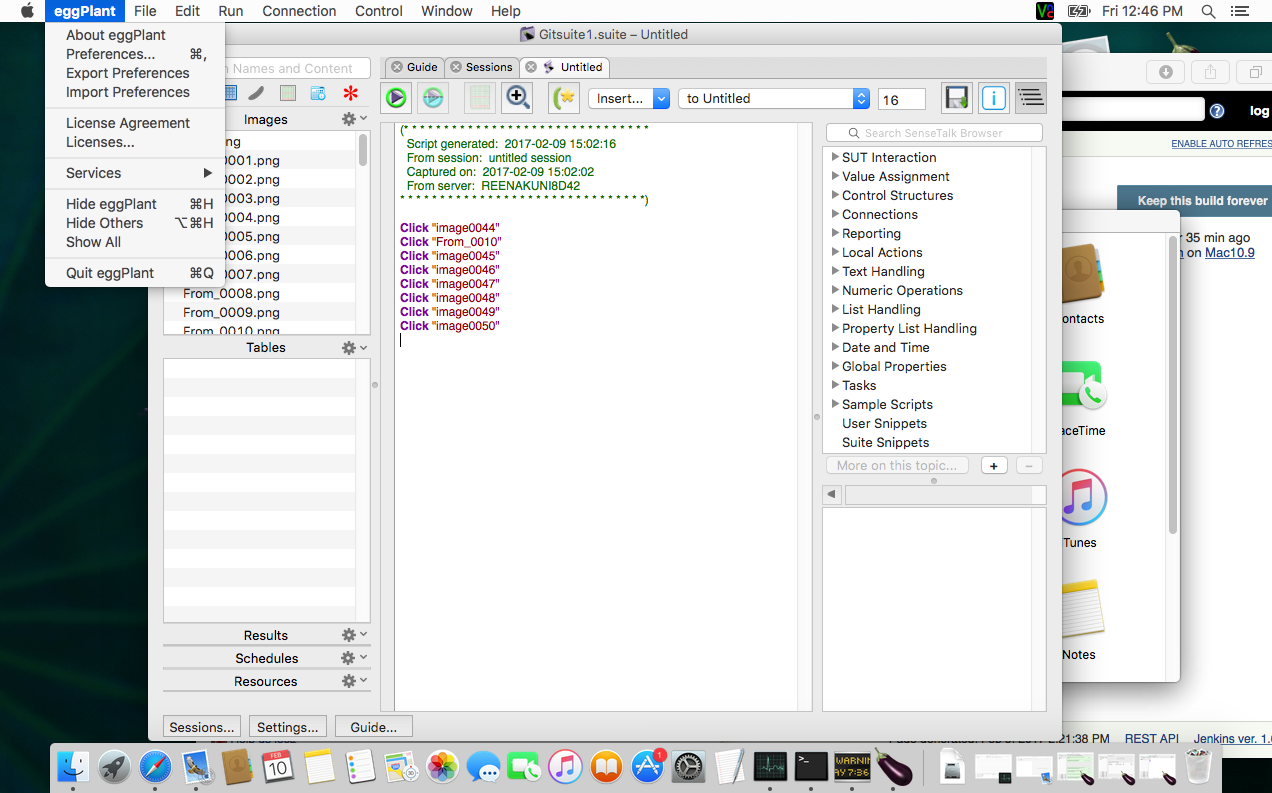 eggPlant File Edit Run Connection Control Window Help Fri 12:46 PM
About eggPlant
Preferences... ⌘,
Export Preferences
Import Preferences
License Agreement
Licenses...
Services
Hide eggPlant ⌘H
Hide Others ⌥⌘H
Show All
Quit eggPlant ⌘Q
Gitsuite1.suite – Untitled
Names and Content
Images
ng
0001.png
0002.png
0003.png
0004.png
0005.png
0006.png
0007.png
From_0008.png
From_0009.png
From_0010.png
Tables
Results
Schedules
Resources
Sessions... Settings... Guide...
Guide Sessions Untitled
Insert... to Untitled 16
(* * * * * * * * * * * * * * * * * * * * * * * * * * * * * *
Script generated: 2017-02-09 15:02:16
From session: untitled session
Captured on: 2017-02-09 15:02:02
From server: REENAKUNI8D42
* * * * * * * * * * * * * * * * * * * * * * * * * * * * * *)
Click "image0044"
Click "From_0010"
Click "image0045"
Click "image0046"
Click "image0047"
Click "image0048"
Click "image0049"
Click "image0050"
Search SenseTalk Browser
SUT Interaction
Value Assignment
Control Structures
Connections
Reporting
Local Actions
Text Handling
Numeric Operations
List Handling
Property List Handling
Date and Time
Global Properties
Tasks
Sample Scripts
User Snippets
Suite Snippets
More on this topic... + −
log
ENABLE AUTO REFRES
Keep this build forever
35 min ago
on Mac10.9
ontacts
aceTime
Tunes
Notes
2:21:38 PM REST API Jenkins ver. 1.6
FEB
10
30
1
WARNIN
AY 7:36